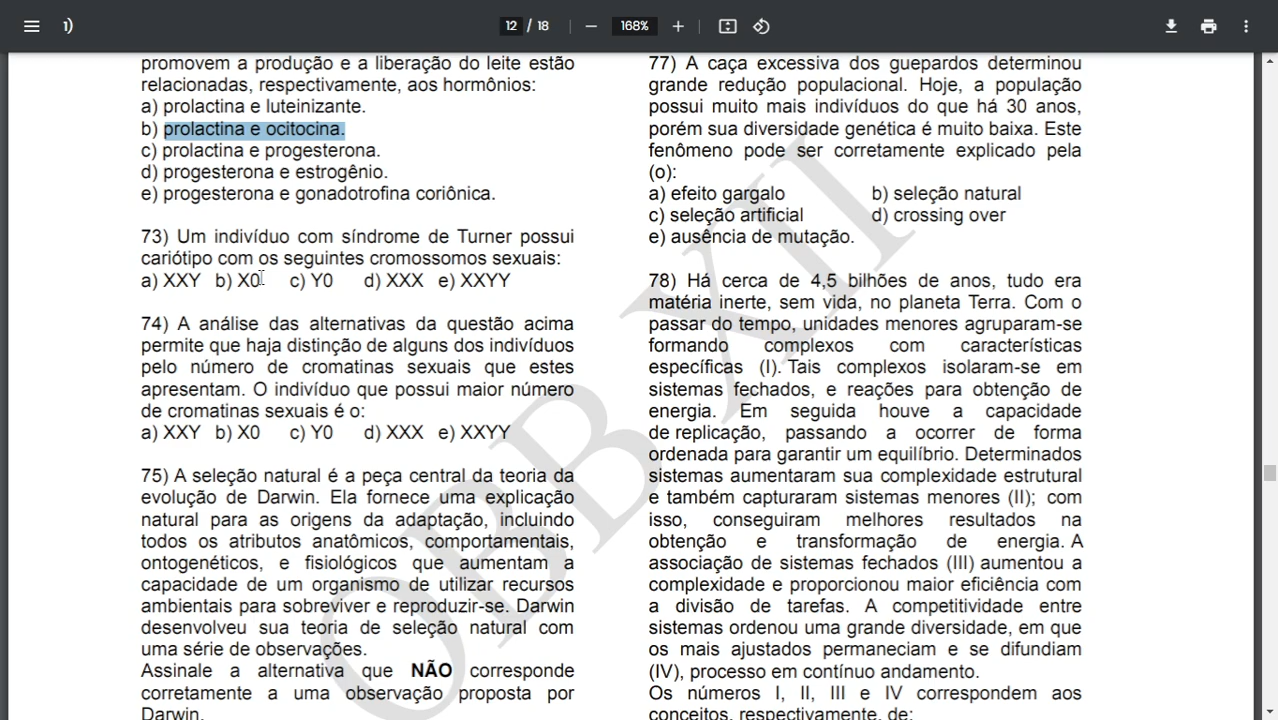 1)
12 / 18
168%
promovem a produção e a liberação do leite estão
relacionadas, respectivamente, aos hormônios:
a) prolactina e luteinizante.
b) prolactina e ocitocina.
c) prolactina e progesterona.
d) progesterona e estrogênio.
e) progesterona e gonadotrofina coriônica.
73) Um indivíduo com síndrome de Turner possui
cariótipo com os seguintes cromossomos sexuais:
a) XXY b) X0 c) Y0 d) XXX e) XXYY
74) A análise das alternativas da questão acima
permite que haja distinção de alguns dos indivíduos
pelo número de cromatinas sexuais que estes
apresentam. O indivíduo que possui maior número
de cromatinas sexuais é o:
a) XXY b) X0 c) Y0 d) XXX e) XXYY
75) A seleção natural é a peça central da teoria da
evolução de Darwin. Ela fornece uma explicação
natural para as origens da adaptação, incluindo
todos os atributos anatômicos, comportamentais,
ontogenéticos, e fisiológicos que aumentam a
capacidade de um organismo de utilizar recursos
ambientais para sobreviver e reproduzir-se. Darwin
desenvolveu sua teoria de seleção natural com
uma série de observações.
Assinale a alternativa que NÃO corresponde
corretamente a uma observação proposta por
Darwin.
77) A caça excessiva dos guepardos determinou
grande redução populacional. Hoje, a população
possui muito mais indivíduos do que há 30 anos,
porém sua diversidade genética é muito baixa. Este
fenômeno pode ser corretamente explicado pela
(o):
a) efeito gargalo b) seleção natural
c) seleção artificial d) crossing over
e) ausência de mutação.
78) Há cerca de 4,5 bilhões de anos, tudo era
matéria inerte, sem vida, no planeta Terra. Com o
passar do tempo, unidades menores agruparam-se
formando complexos com características
específicas (I). Tais complexos isolaram-se em
sistemas fechados, e reações para obtenção de
energia. Em seguida houve a capacidade
de replicação, passando a ocorrer de forma
ordenada para garantir um equilíbrio. Determinados
sistemas aumentaram sua complexidade estrutural
e também capturaram sistemas menores (II); com
isso, conseguiram melhores resultados na
obtenção e transformação de energia. A
associação de sistemas fechados (III) aumentou a
complexidade e proporcionou maior eficiência com
a divisão de tarefas. A competitividade entre
sistemas ordenou uma grande diversidade, em que
os mais ajustados permaneciam e se difundiam
(IV), processo em contínuo andamento.
Os números I, II, III e IV correspondem aos
conceitos, respectivamente, de:
OBB XII